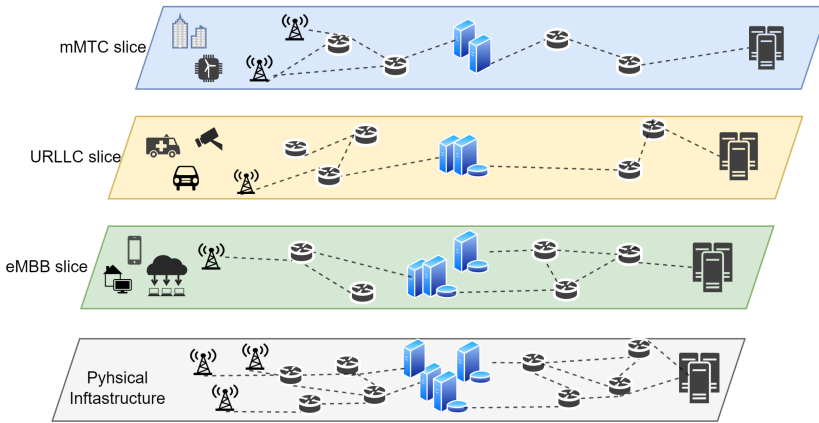 mMTC slice
URLLC slice
eMBB slice
Pyhsical
Inftastructure